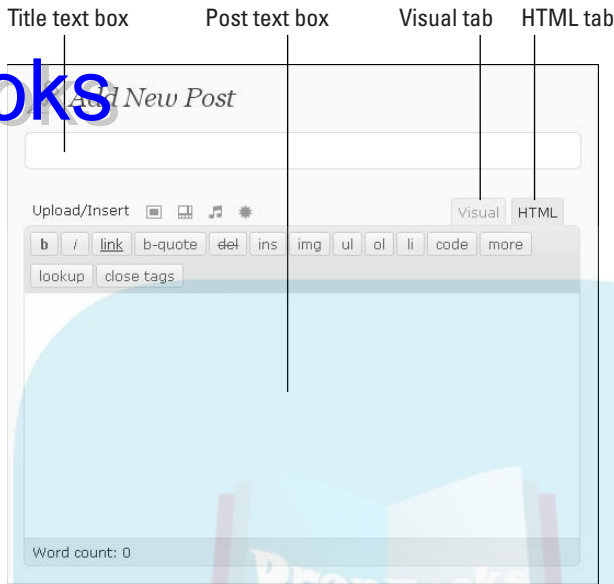 Title text box Post text box Visual tab HTML tab
oks
Add New Post
Upload/Insert Visual HTML
b i link b-quote del ins img ul ol li code more
lookup close tags
Word count: 0